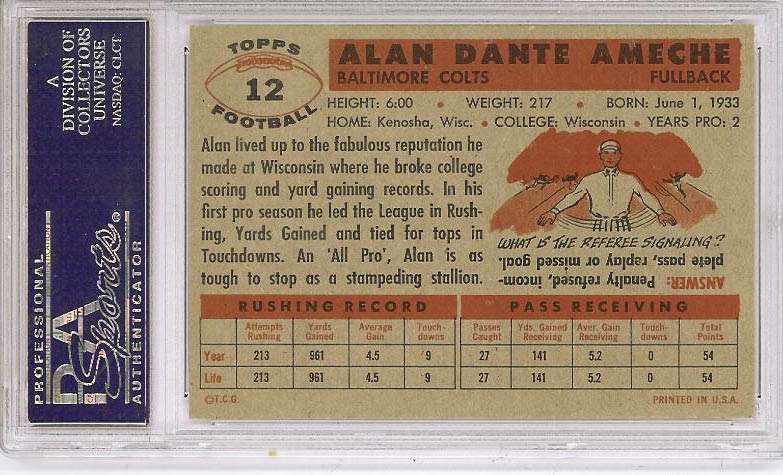 A
DIVISION OF
COLLECTORS
UNIVERSE
NASDAQ: CLCT
PROFESSIONAL
PSA
Sports®
AUTHENTICATOR
TOPPS
12
FOOTBALL
ALAN DANTE AMECHE
BALTIMORE COLTS FULLBACK
HEIGHT: 6:00 • WEIGHT: 217 • BORN: June 1, 1933
HOME: Kenosha, Wisc. • COLLEGE: Wisconsin • YEARS PRO: 2
Alan lived up to the fabulous reputation he
made at Wisconsin where he broke college
scoring and yard gaining records. In his
first pro season he led the League in Rush-
ing, Yards Gained and tied for tops in
Touchdowns. An 'All Pro', Alan is as
tough to stop as a stampeding stallion.
WHAT IS THE REFEREE SIGNALING?
ANSWER:
Penalty refused, incom-
plete pass, replay or missed goal.
RUSHING RECORD PASS RECEIVING
Attempts Rushing Yards Gained Average Gain Touch-downs Passes Caught Yds. Gained Receiving Aver. Gain Receiving Touch-downs Total Points
Year 213 961 4.5 9 27 141 5.2 0 54
Life 213 961 4.5 9 27 141 5.2 0 54
©T.C.G. PRINTED IN U.S.A.